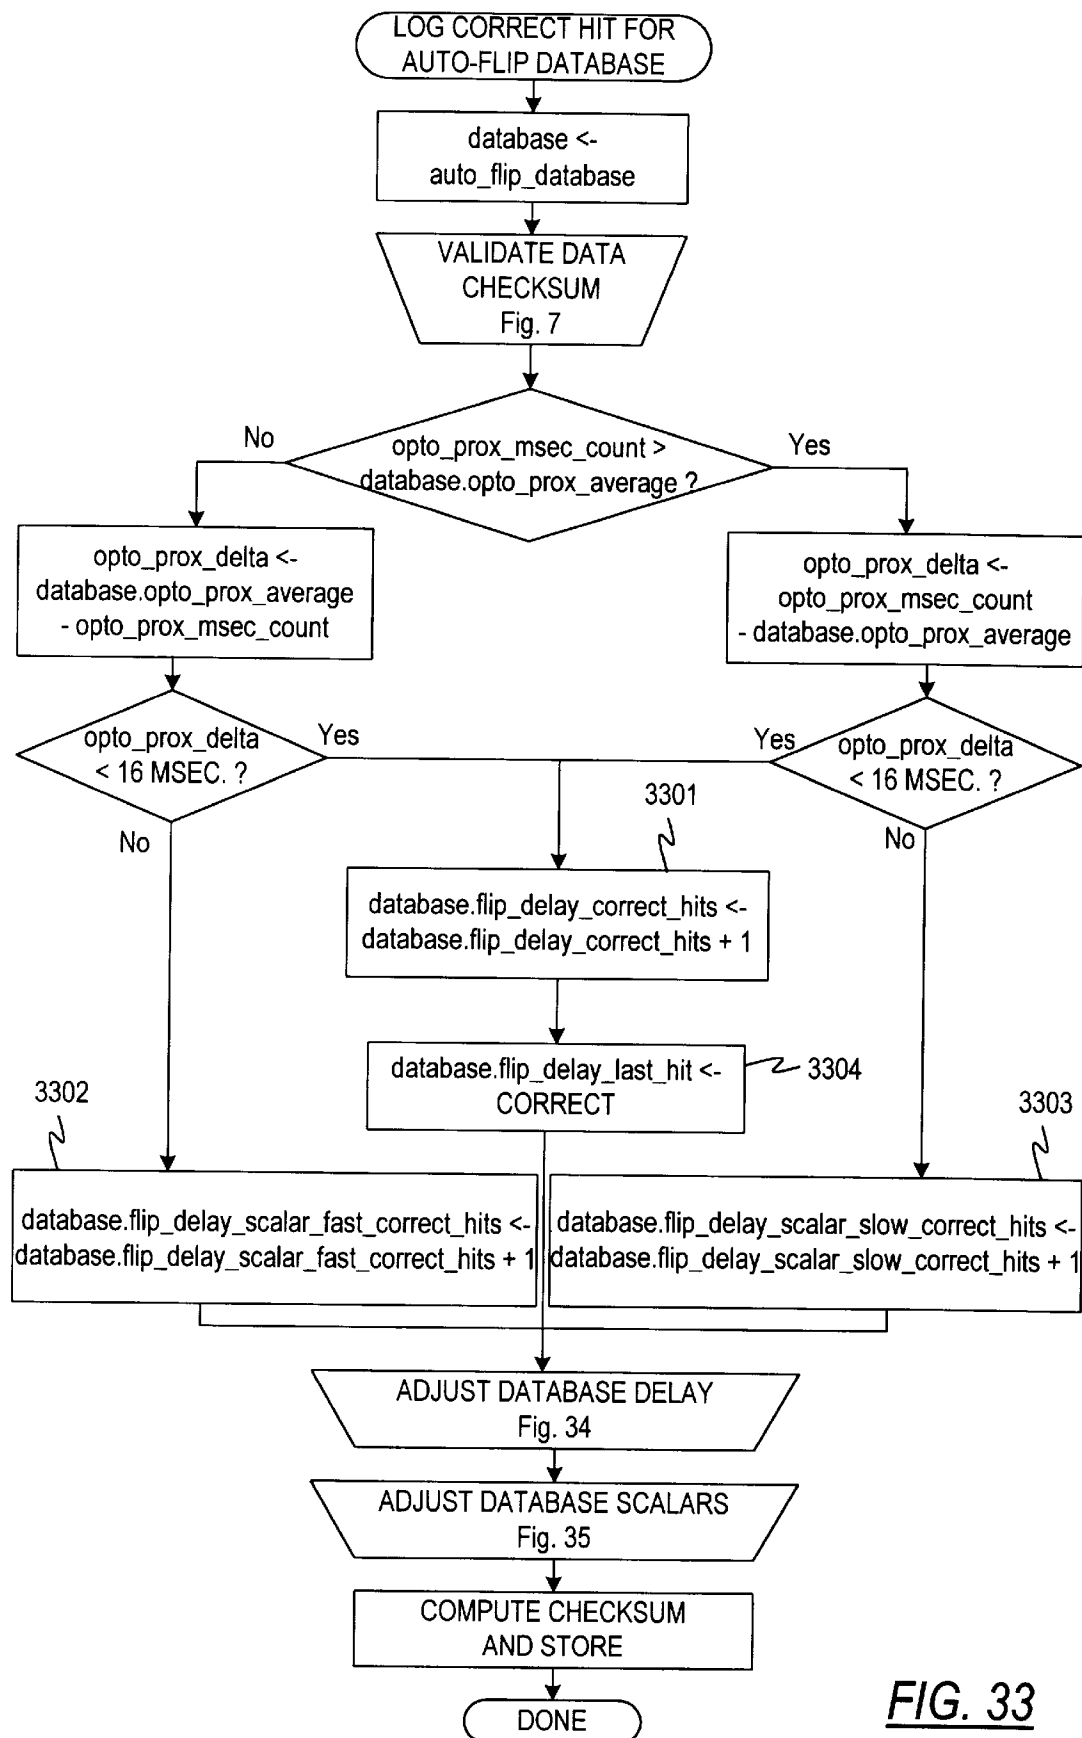 LOG CORRECT HIT FOR
AUTO-FLIP DATABASE
database <-
auto_flip_database
VALIDATE DATA
CHECKSUM
Fig. 7
opto_prox_msec_count >
database.opto_prox_average ?
No
Yes
opto_prox_delta <-
database.opto_prox_average
- opto_prox_msec_count
opto_prox_delta <-
opto_prox_msec_count
- database.opto_prox_average
opto_prox_delta
< 16 MSEC. ?
Yes
No
Yes
opto_prox_delta
< 16 MSEC. ?
No
3301
database.flip_delay_correct_hits <-
database.flip_delay_correct_hits + 1
database.flip_delay_last_hit <-
CORRECT
3304
3302
3303
database.flip_delay_scalar_fast_correct_hits <-
database.flip_delay_scalar_fast_correct_hits + 1
database.flip_delay_scalar_slow_correct_hits <-
database.flip_delay_scalar_slow_correct_hits + 1
ADJUST DATABASE DELAY
Fig. 34
ADJUST DATABASE SCALARS
Fig. 35
COMPUTE CHECKSUM
AND STORE
DONE
FIG. 33